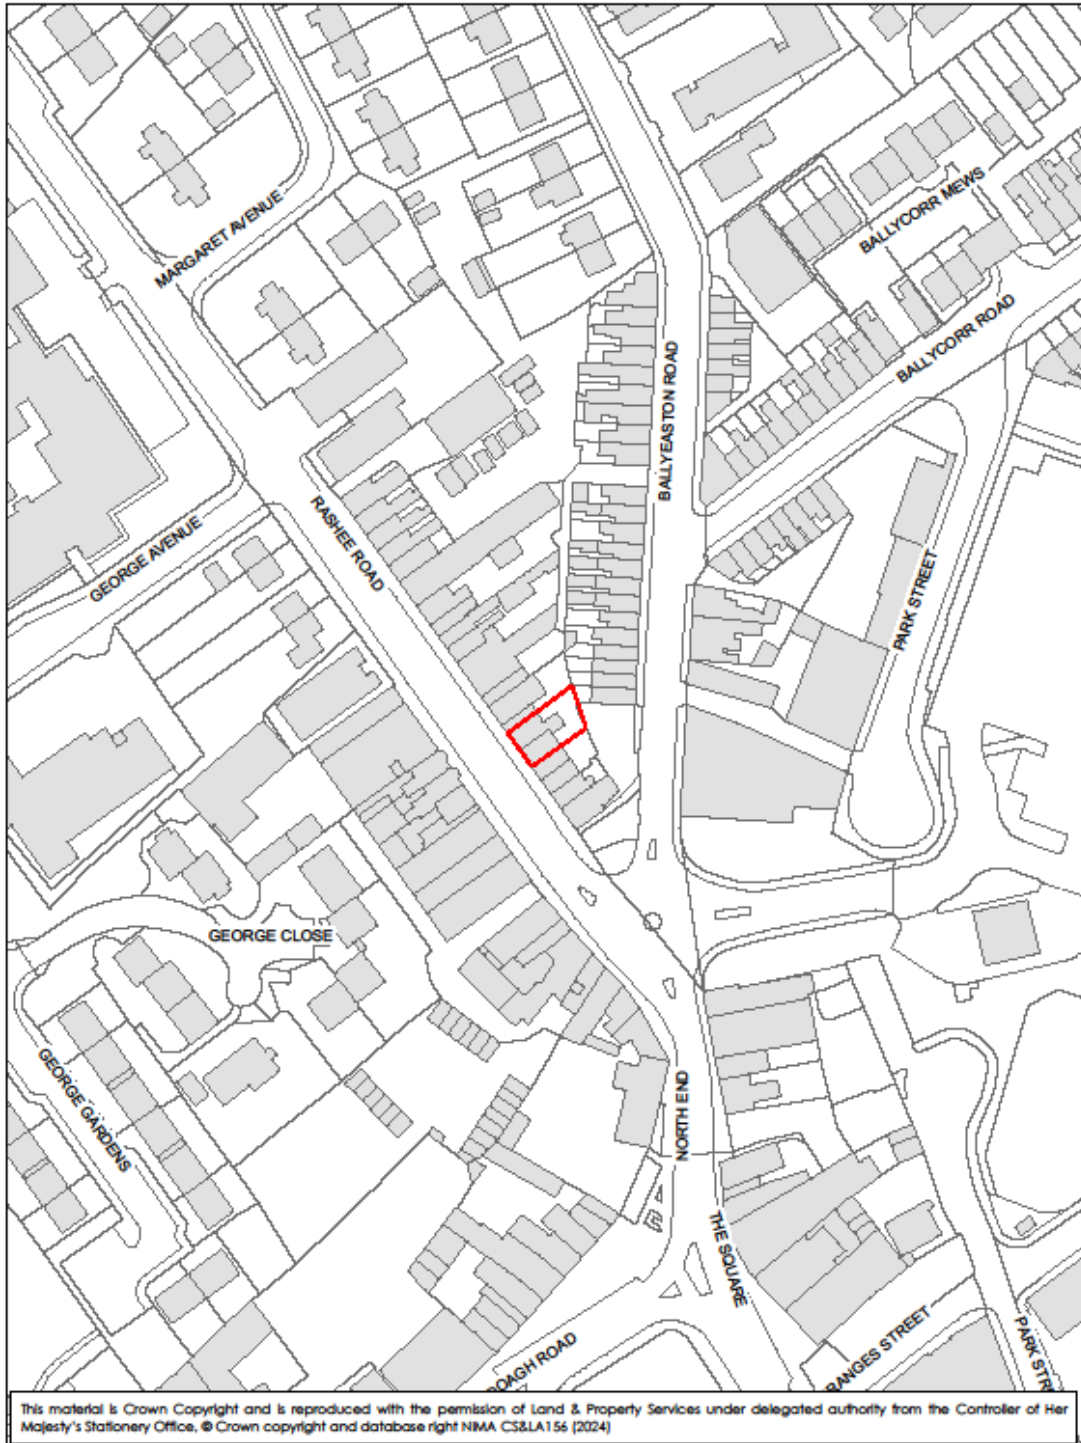 MARGARET AVENUE
BALLYCORR MEWS
BALLYCORR ROAD
BALLYEASTON ROAD
RASHEE ROAD
GEORGE AVENUE
PARK STREET
GEORGE CLOSE
GEORGE GARDENS
NORTH END
THE SQUARE
DOAGH ROAD
RANGES STREET
PARK STRE
This material is Crown Copyright and is reproduced with the permission of Land & Property Services under delegated authority from the Controller of Her
Majesty's Stationery Office, © Crown copyright and database right NIMA CS&LA156 (2024)